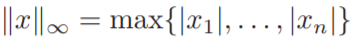 ‖x‖∞ = max{|x₁|, . . . , |xₙ|}